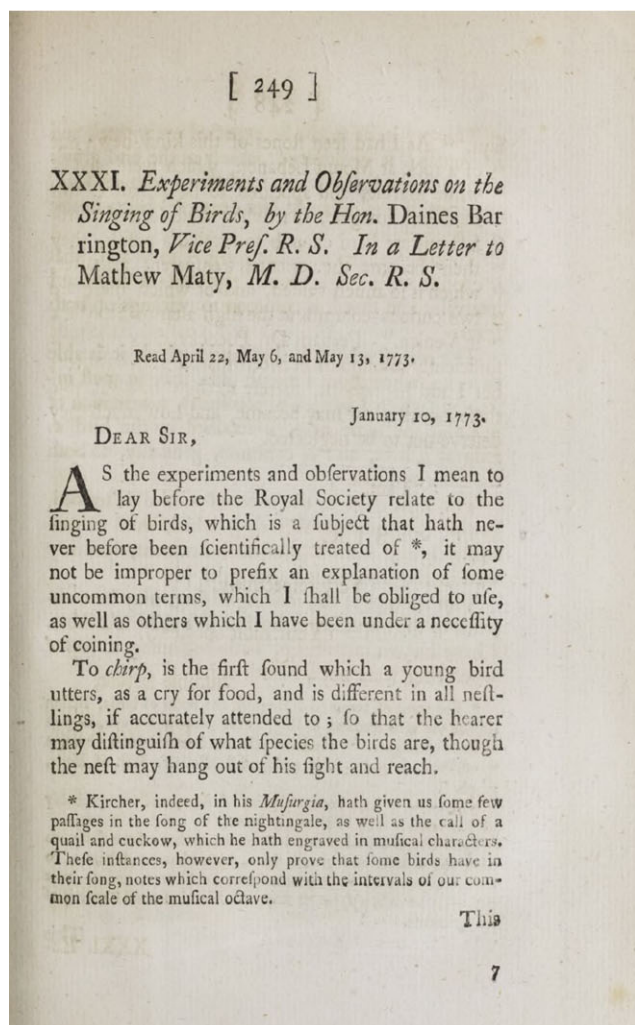 [ 249 ]
XXXI. Experiments and Obſervations on the
Singing of Birds, by the Hon. Daines Bar
rington, Vice Preſ. R. S. In a Letter to
Mathew Maty, M. D. Sec. R. S.
Read April 22, May 6, and May 13, 1773.
January 10, 1773.
DEAR SIR,
AS the experiments and obſervations I mean to
lay before the Royal Society relate to the
ſinging of birds, which is a ſubject that hath ne-
ver before been ſcientifically treated of *, it may
not be improper to prefix an explanation of ſome
uncommon terms, which I ſhall be obliged to uſe,
as well as others which I have been under a neceſſity
of coining.
To chirp, is the firſt ſound which a young bird
utters, as a cry for food, and is different in all neſt-
lings, if accurately attended to ; ſo that the hearer
may diſtinguiſh of what ſpecies the birds are, though
the neſt may hang out of his ſight and reach.
* Kircher, indeed, in his Muſurgia, hath given us ſome few
paſſages in the ſong of the nightingale, as well as the call of a
quail and cuckow, which he hath engraved in muſical characters.
Theſe inſtances, however, only prove that ſome birds have in
their ſong, notes which correſpond with the intervals of our com-
mon ſcale of the muſical octave.
This
7